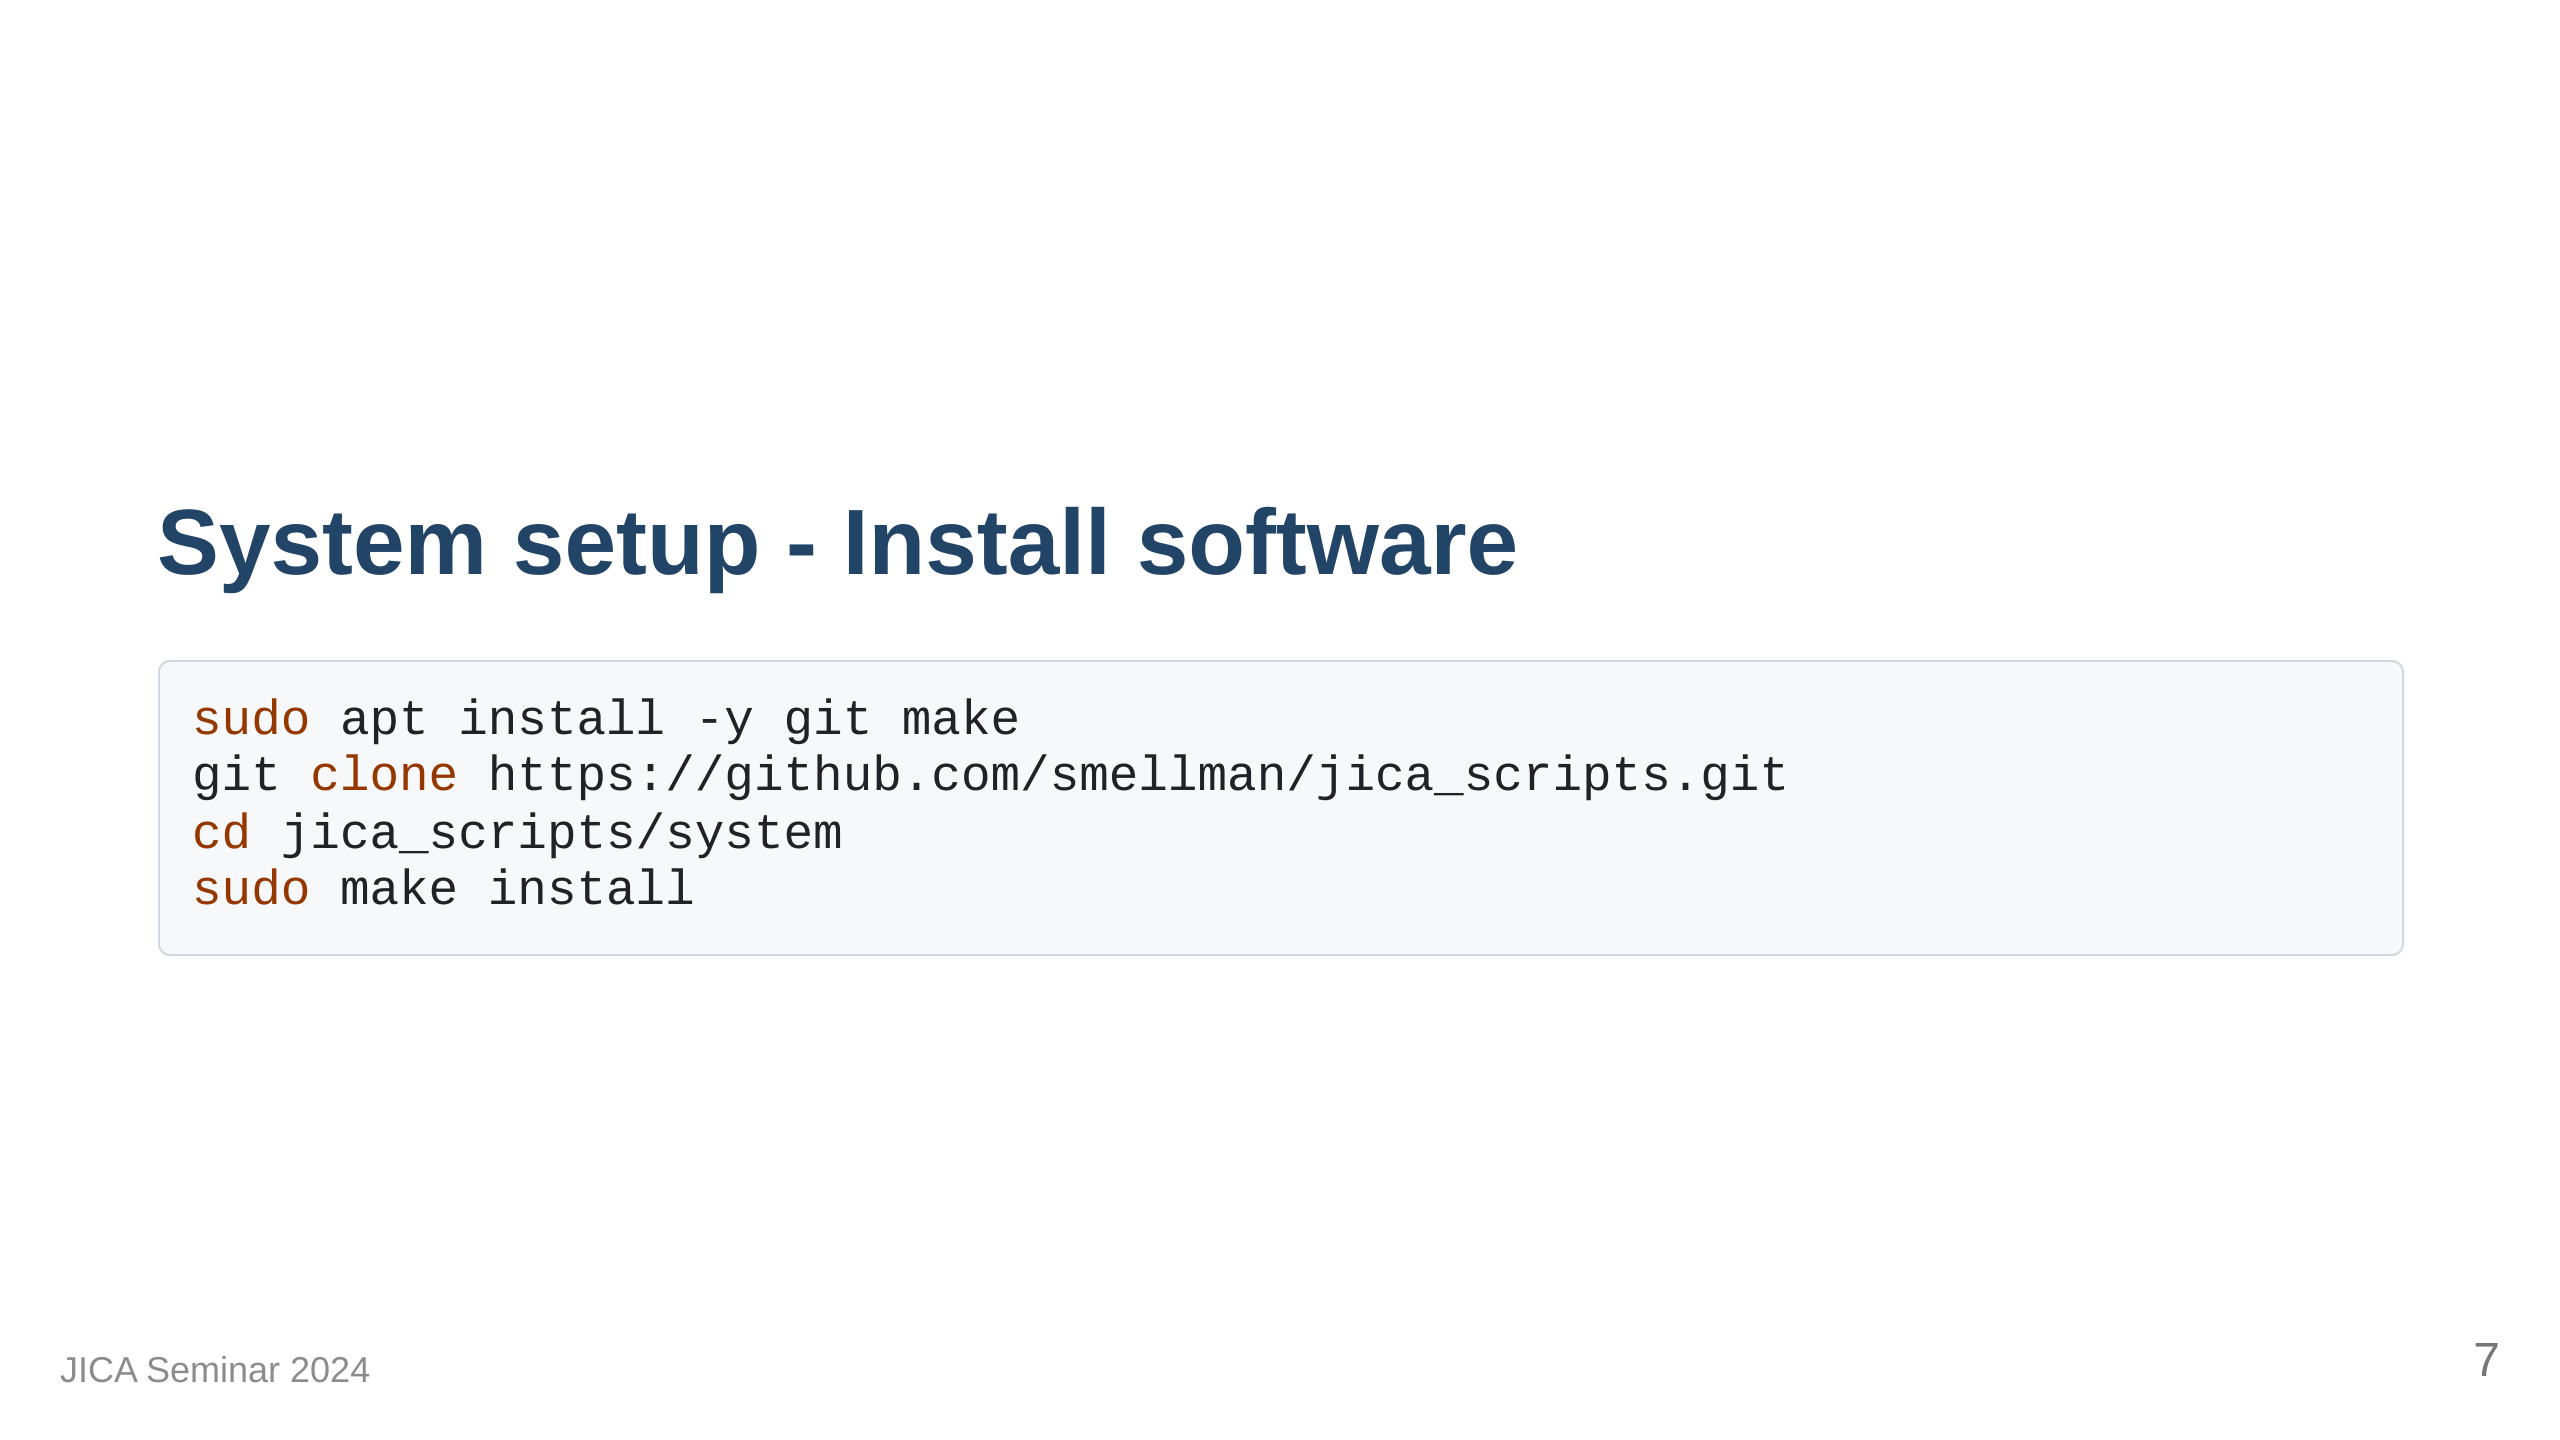 System setup - Install software
sudo apt install -y git make
git clone https://github.com/smellman/jica_scripts.git
cd jica_scripts/system
sudo make install
JICA Seminar 2024
7